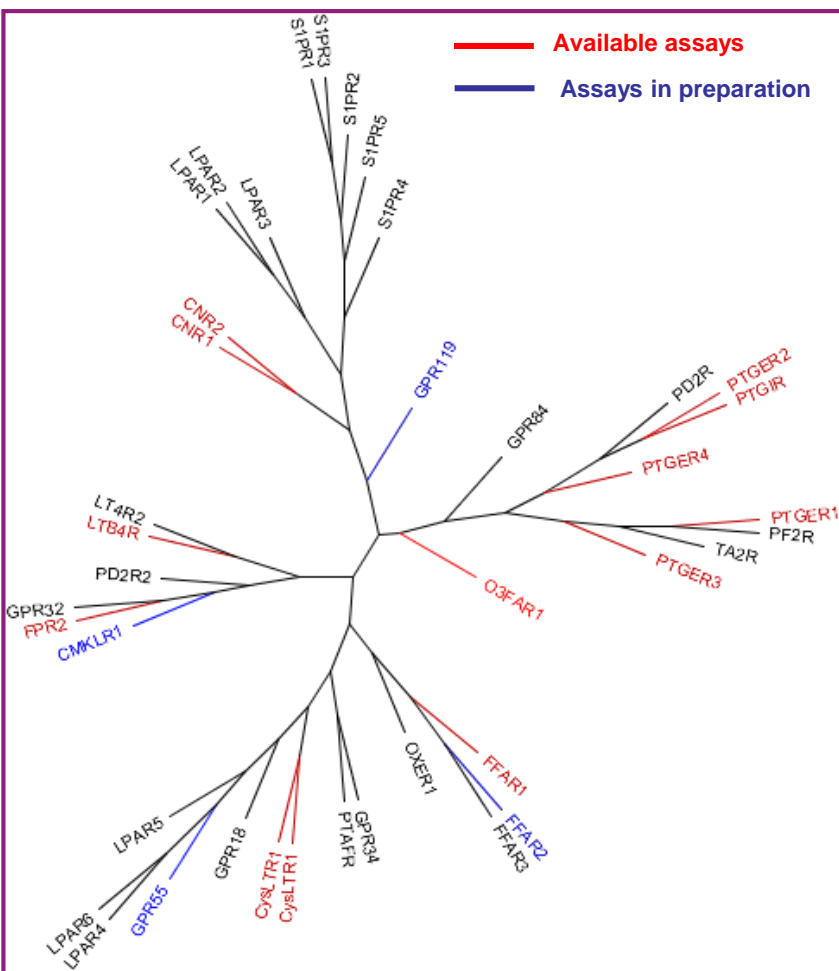 Available assays
Assays in preparation
S1PR1
S1PR3
S1PR2
S1PR5
S1PR4
LPAR1
LPAR2
LPAR3
CNR2
CNR1
GPR119
GPR84
PD2R
PTGER2
PTGIR
PTGER4
PTGER1
PF2R
TA2R
PTGER3
O3FAR1
LT4R2
LTB4R
PD2R2
GPR32
FPR2
CMKLR1
OXER1
FFAR1
FFAR2
FFAR3
GPR34
PTAFR
CysLTR1
CysLTR1
GPR18
LPAR5
GPR55
LPAR6
LPAR4